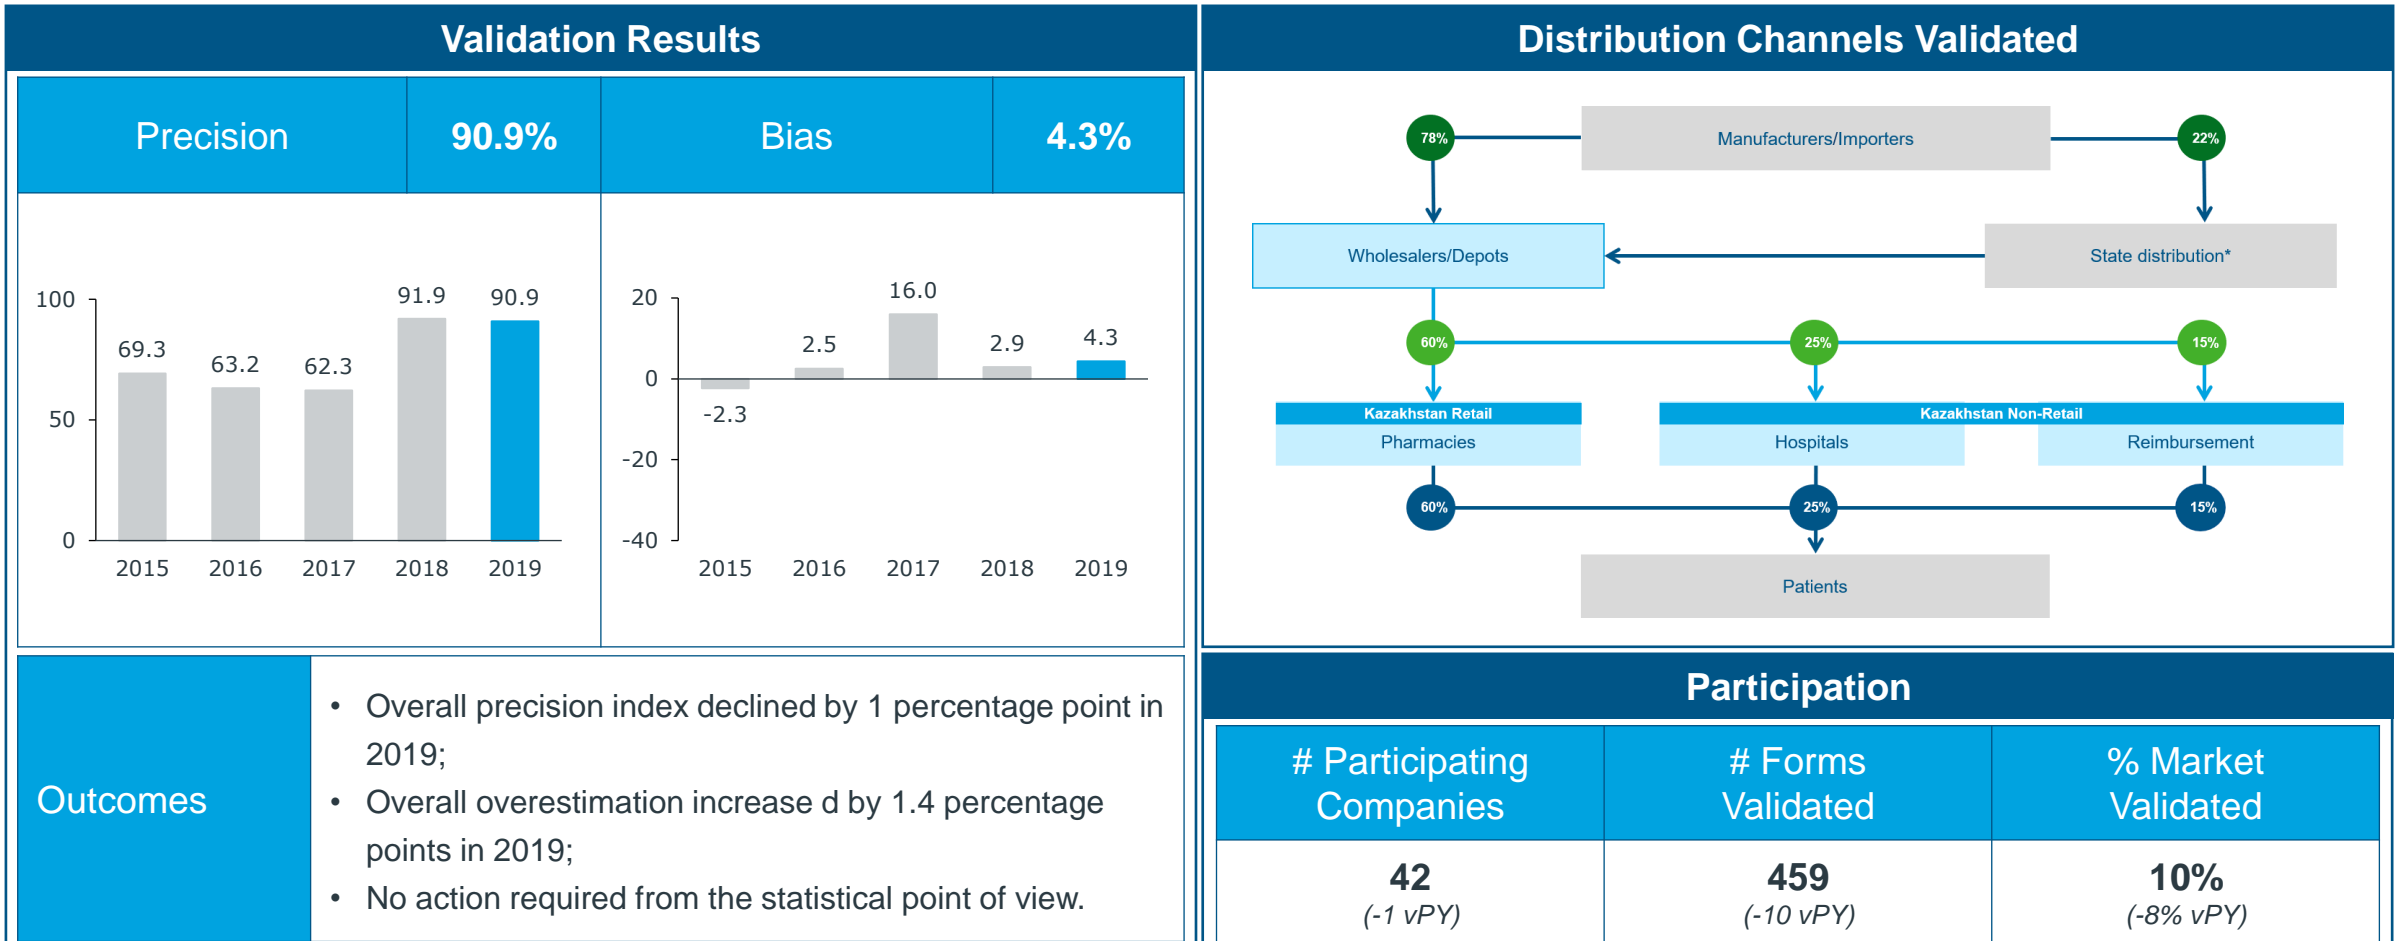 Validation Results
Precision
90.9%
Bias
4.3%
100
50
0
69.3
63.2
62.3
91.9
90.9
2015
2016
2017
2018
2019
20
0
-20
-40
-2.3
2.5
16.0
2.9
4.3
2015
2016
2017
2018
2019
Outcomes
• Overall precision index declined by 1 percentage point in
2019;
• Overall overestimation increase d by 1.4 percentage
points in 2019;
• No action required from the statistical point of view.
Distribution Channels Validated
78%
Manufacturers/Importers
22%
Wholesalers/Depots
State distribution*
60%
25%
15%
Kazakhstan Retail
Kazakhstan Non-Retail
Pharmacies
Hospitals
Reimbursement
60%
25%
15%
Patients
Participation
# Participating
Companies
# Forms
Validated
% Market
Validated
42
(-1 vPY)
459
(-10 vPY)
10%
(-8% vPY)